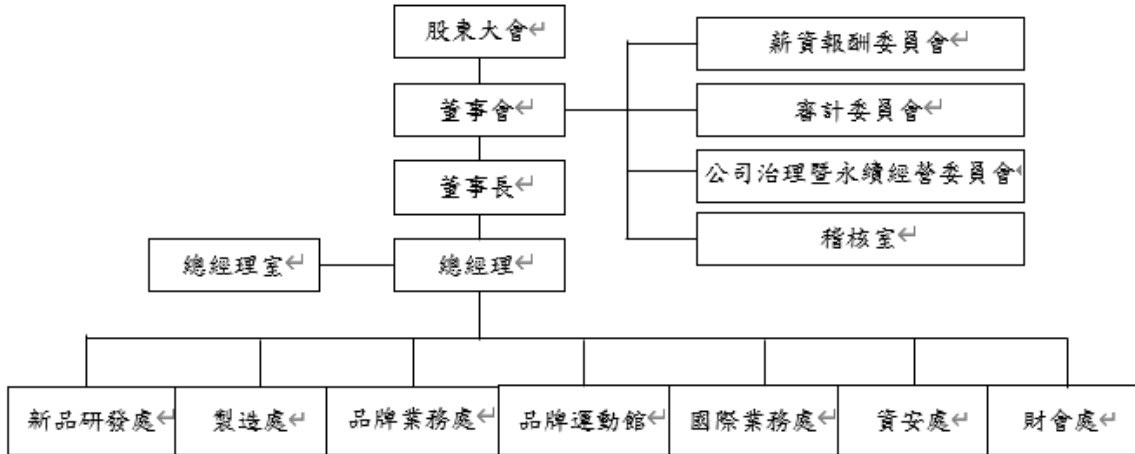 股東大會
薪資報酬委員會
董事會
審計委員會
董事長
公司治理暨永續經營委員會
總經理室
總經理
稽核室
新品研發處
製造處
品牌業務處
品牌運動館
國際業務處
資安處
財會處